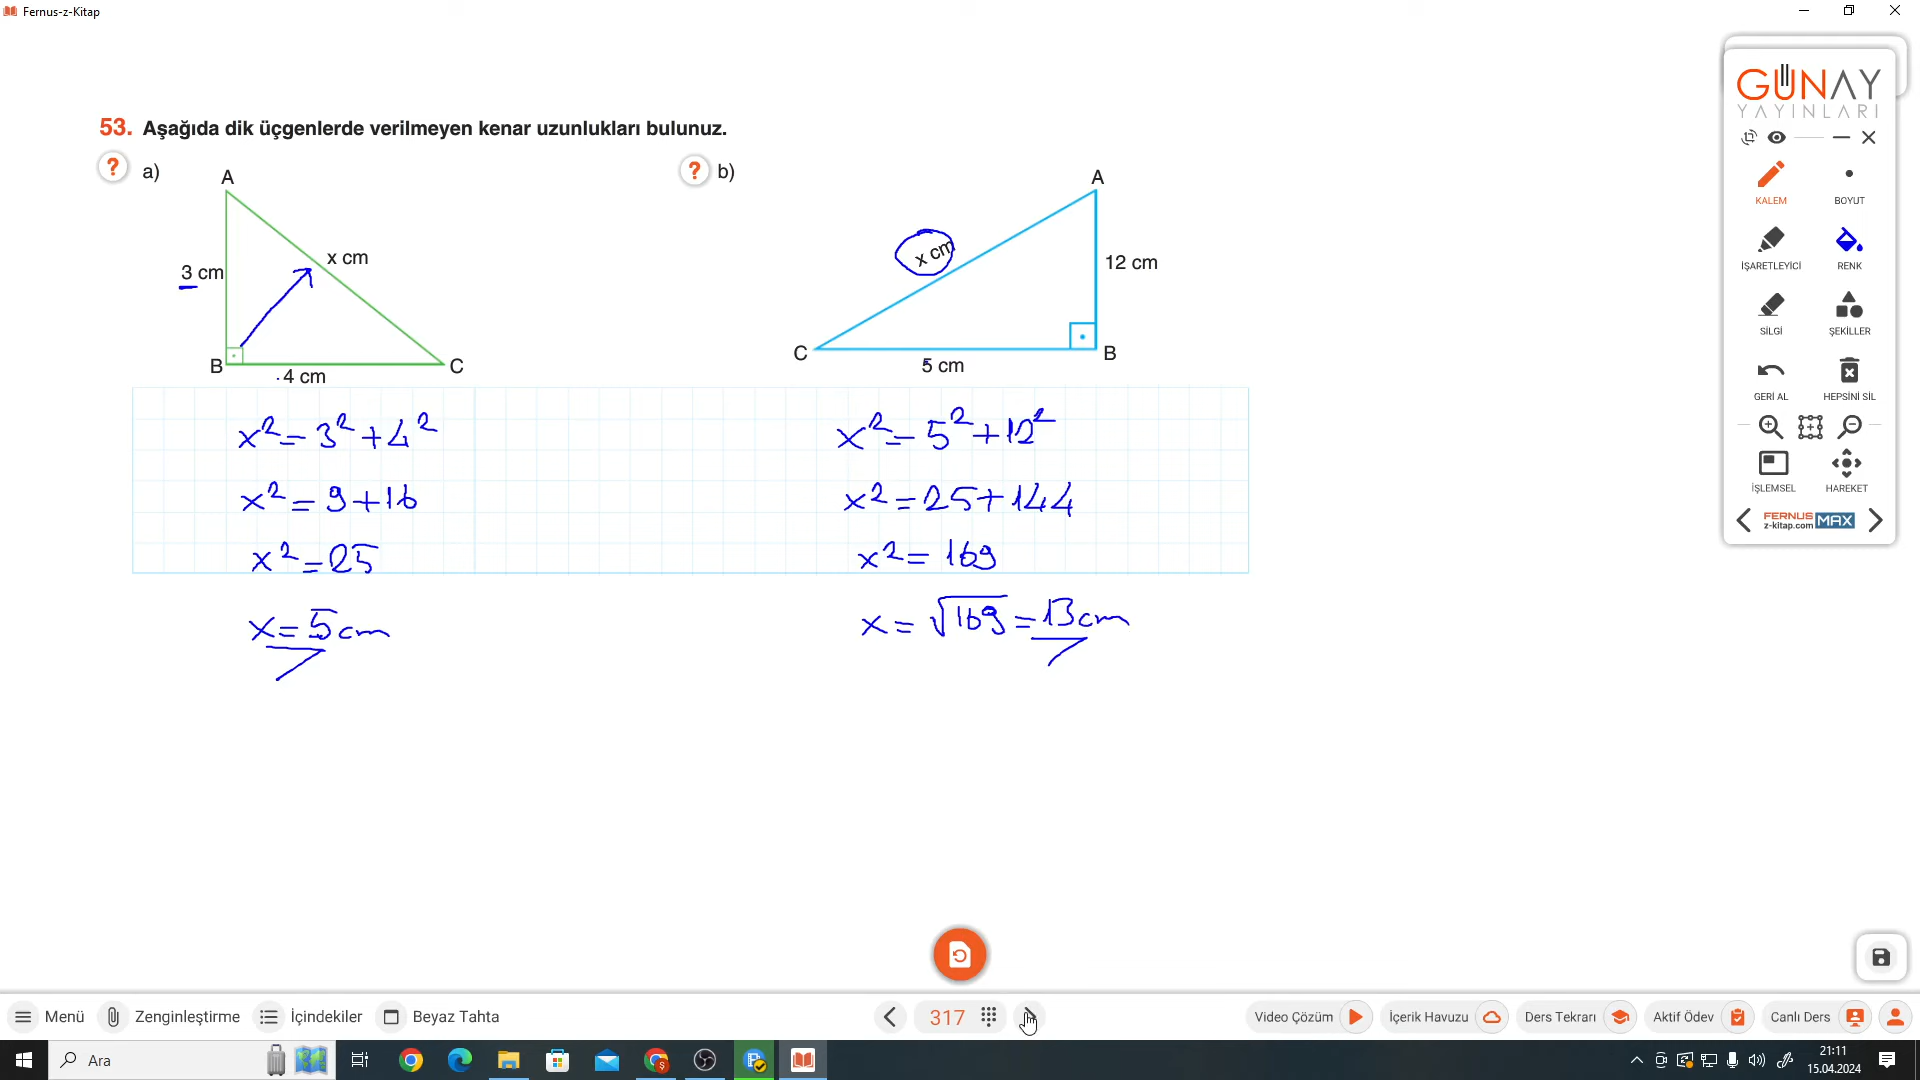 Fernus-z-Kitap
53. Aşağıda dik üçgenlerde verilmeyen kenar uzunlukları bulunuz.
? a)
A
3 cm
x cm
B
C
4 cm
x² = 3² + 4²
x² = 9 + 16
x² = 25
x = 5 cm
? b)
A
x cm
12 cm
C
B
5 cm
x² = 5² + 12²
x² = 25 + 144
x² = 169
x = √169 = 13 cm
GÜNAY
YAYINLARI
KALEM
BOYUT
İŞARETLEYİCİ
RENK
SİLGİ
ŞEKİLLER
GERİ AL
HEPSİNİ SİL
İŞLEMSEL
HAREKET
FERNUS
z-kitap.com MAX
Menü
Zenginleştirme
İçindekiler
Beyaz Tahta
317
Video Çözüm
İçerik Havuzu
Ders Tekrarı
Aktif Ödev
Canlı Ders
Ara
21:11
15.04.2024